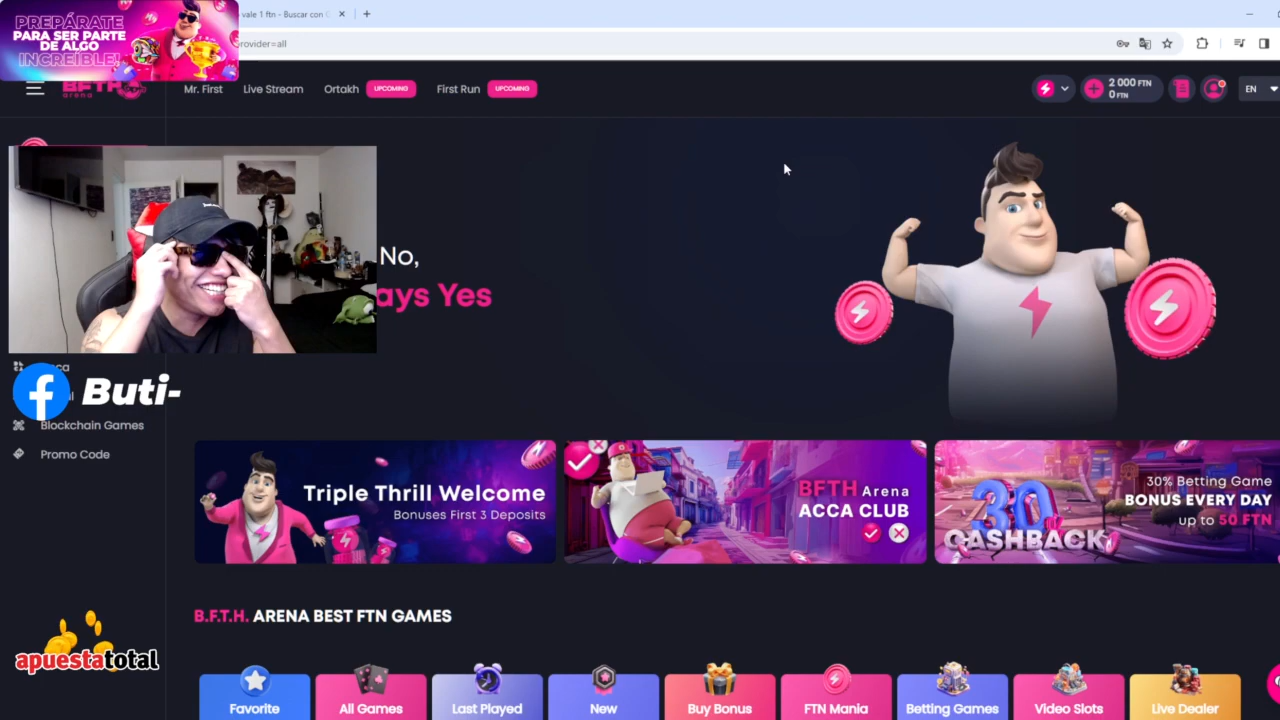 PREPÁRATE
PARA SER PARTE
DE ALGO
INCREÍBLE!
vale 1 ftn - Buscar con
rovider=all
BFTH
arena
Mr. First
Live Stream
Ortakh
UPCOMING
First Run
UPCOMING
2 000 FTN
0 FTN
EN
No,
ays Yes
Buti-
Blockchain Games
Promo Code
Triple Thrill Welcome
Bonuses First 3 Deposits
BFTH Arena
ACCA CLUB
30
CASHBACK
30% Betting Game
BONUS EVERY DAY
up to 50 FTN
apuestatotal
B.F.T.H. ARENA BEST FTN GAMES
Favorite
All Games
Last Played
New
Buy Bonus
FTN Mania
Betting Games
Video Slots
Live Dealer